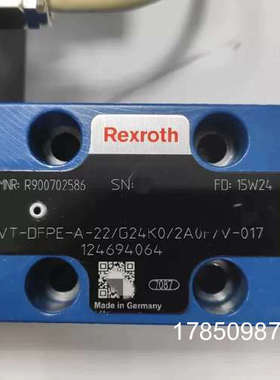 Rexroth
MNR: R900702586 SN: FD: 15W24
VT-DFPE-A-22/G24K0/2A0F/V-017
124694064
7087
Made in Germany
17850987